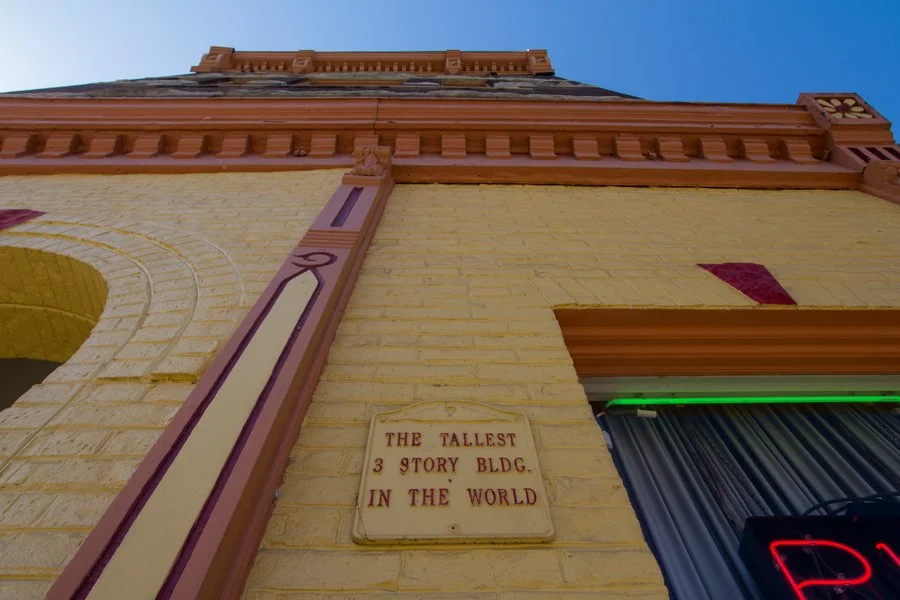 THE TALLEST
3 STORY BLDG.
IN THE WORLD
P